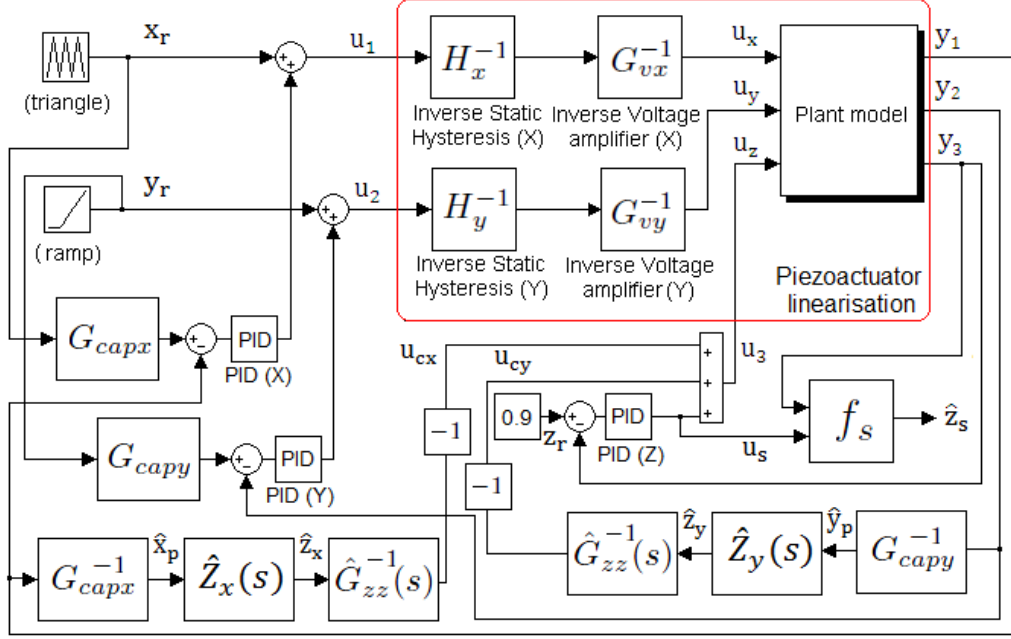 x_r
u_1
H_x^{-1}
G_{vx}^{-1}
u_x
y_1
(triangle)
Inverse Static
Hysteresis (X)
Inverse Voltage
amplifier (X)
u_y
Plant model
y_2
u_z
y_3
y_r
u_2
H_y^{-1}
G_{vy}^{-1}
(ramp)
Inverse Static
Hysteresis (Y)
Inverse Voltage
amplifier (Y)
Piezoactuator
linearisation
G_{capx}
PID
PID (X)
u_{cx}
u_{cy}
u_3
-1
0.9
z_r
PID
PID (Z)
u_s
f_s
ẑ_s
G_{capy}
PID
PID (Y)
-1
G_{capx}^{-1}
x̂_p
Ẑ_x(s)
ẑ_x
Ĝ_{zz}^{-1}(s)
Ĝ_{zz}^{-1}(s)
ẑ_y
Ẑ_y(s)
ŷ_p
G_{capy}^{-1}